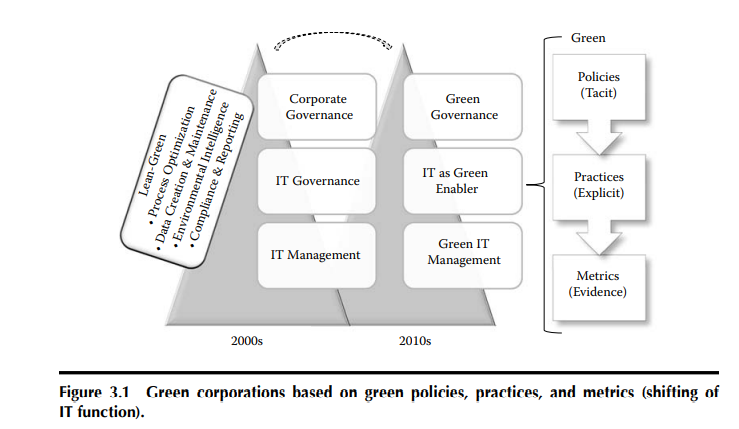 Green
Lean-Green
• Process Optimization
• Data Creation & Maintenance
• Environmental Intelligence
• Compliance & Reporting
Corporate
Governance
IT Governance
IT Management
Green
Governance
IT as Green
Enabler
Green IT
Management
Policies
(Tacit)
Practices
(Explicit)
Metrics
(Evidence)
2000s
2010s
Figure 3.1 Green corporations based on green policies, practices, and metrics (shifting of
IT function).